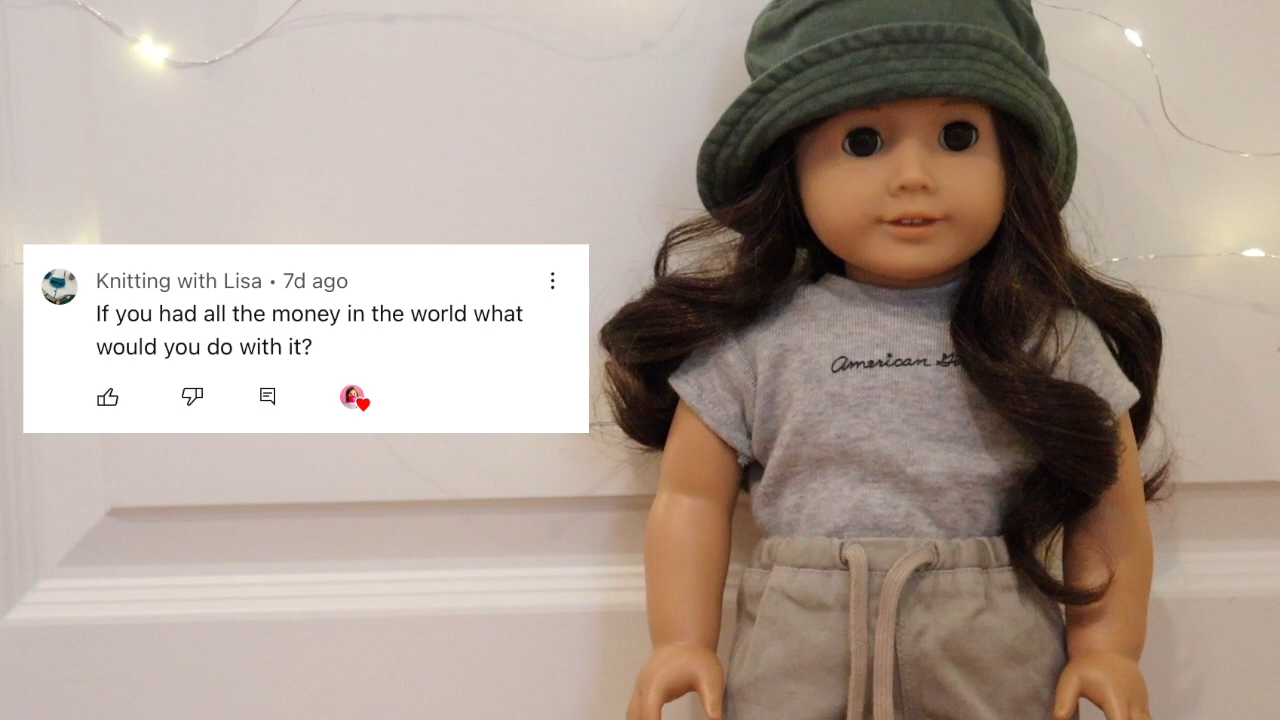 Knitting with Lisa • 7d ago
If you had all the money in the world what
would you do with it?
American